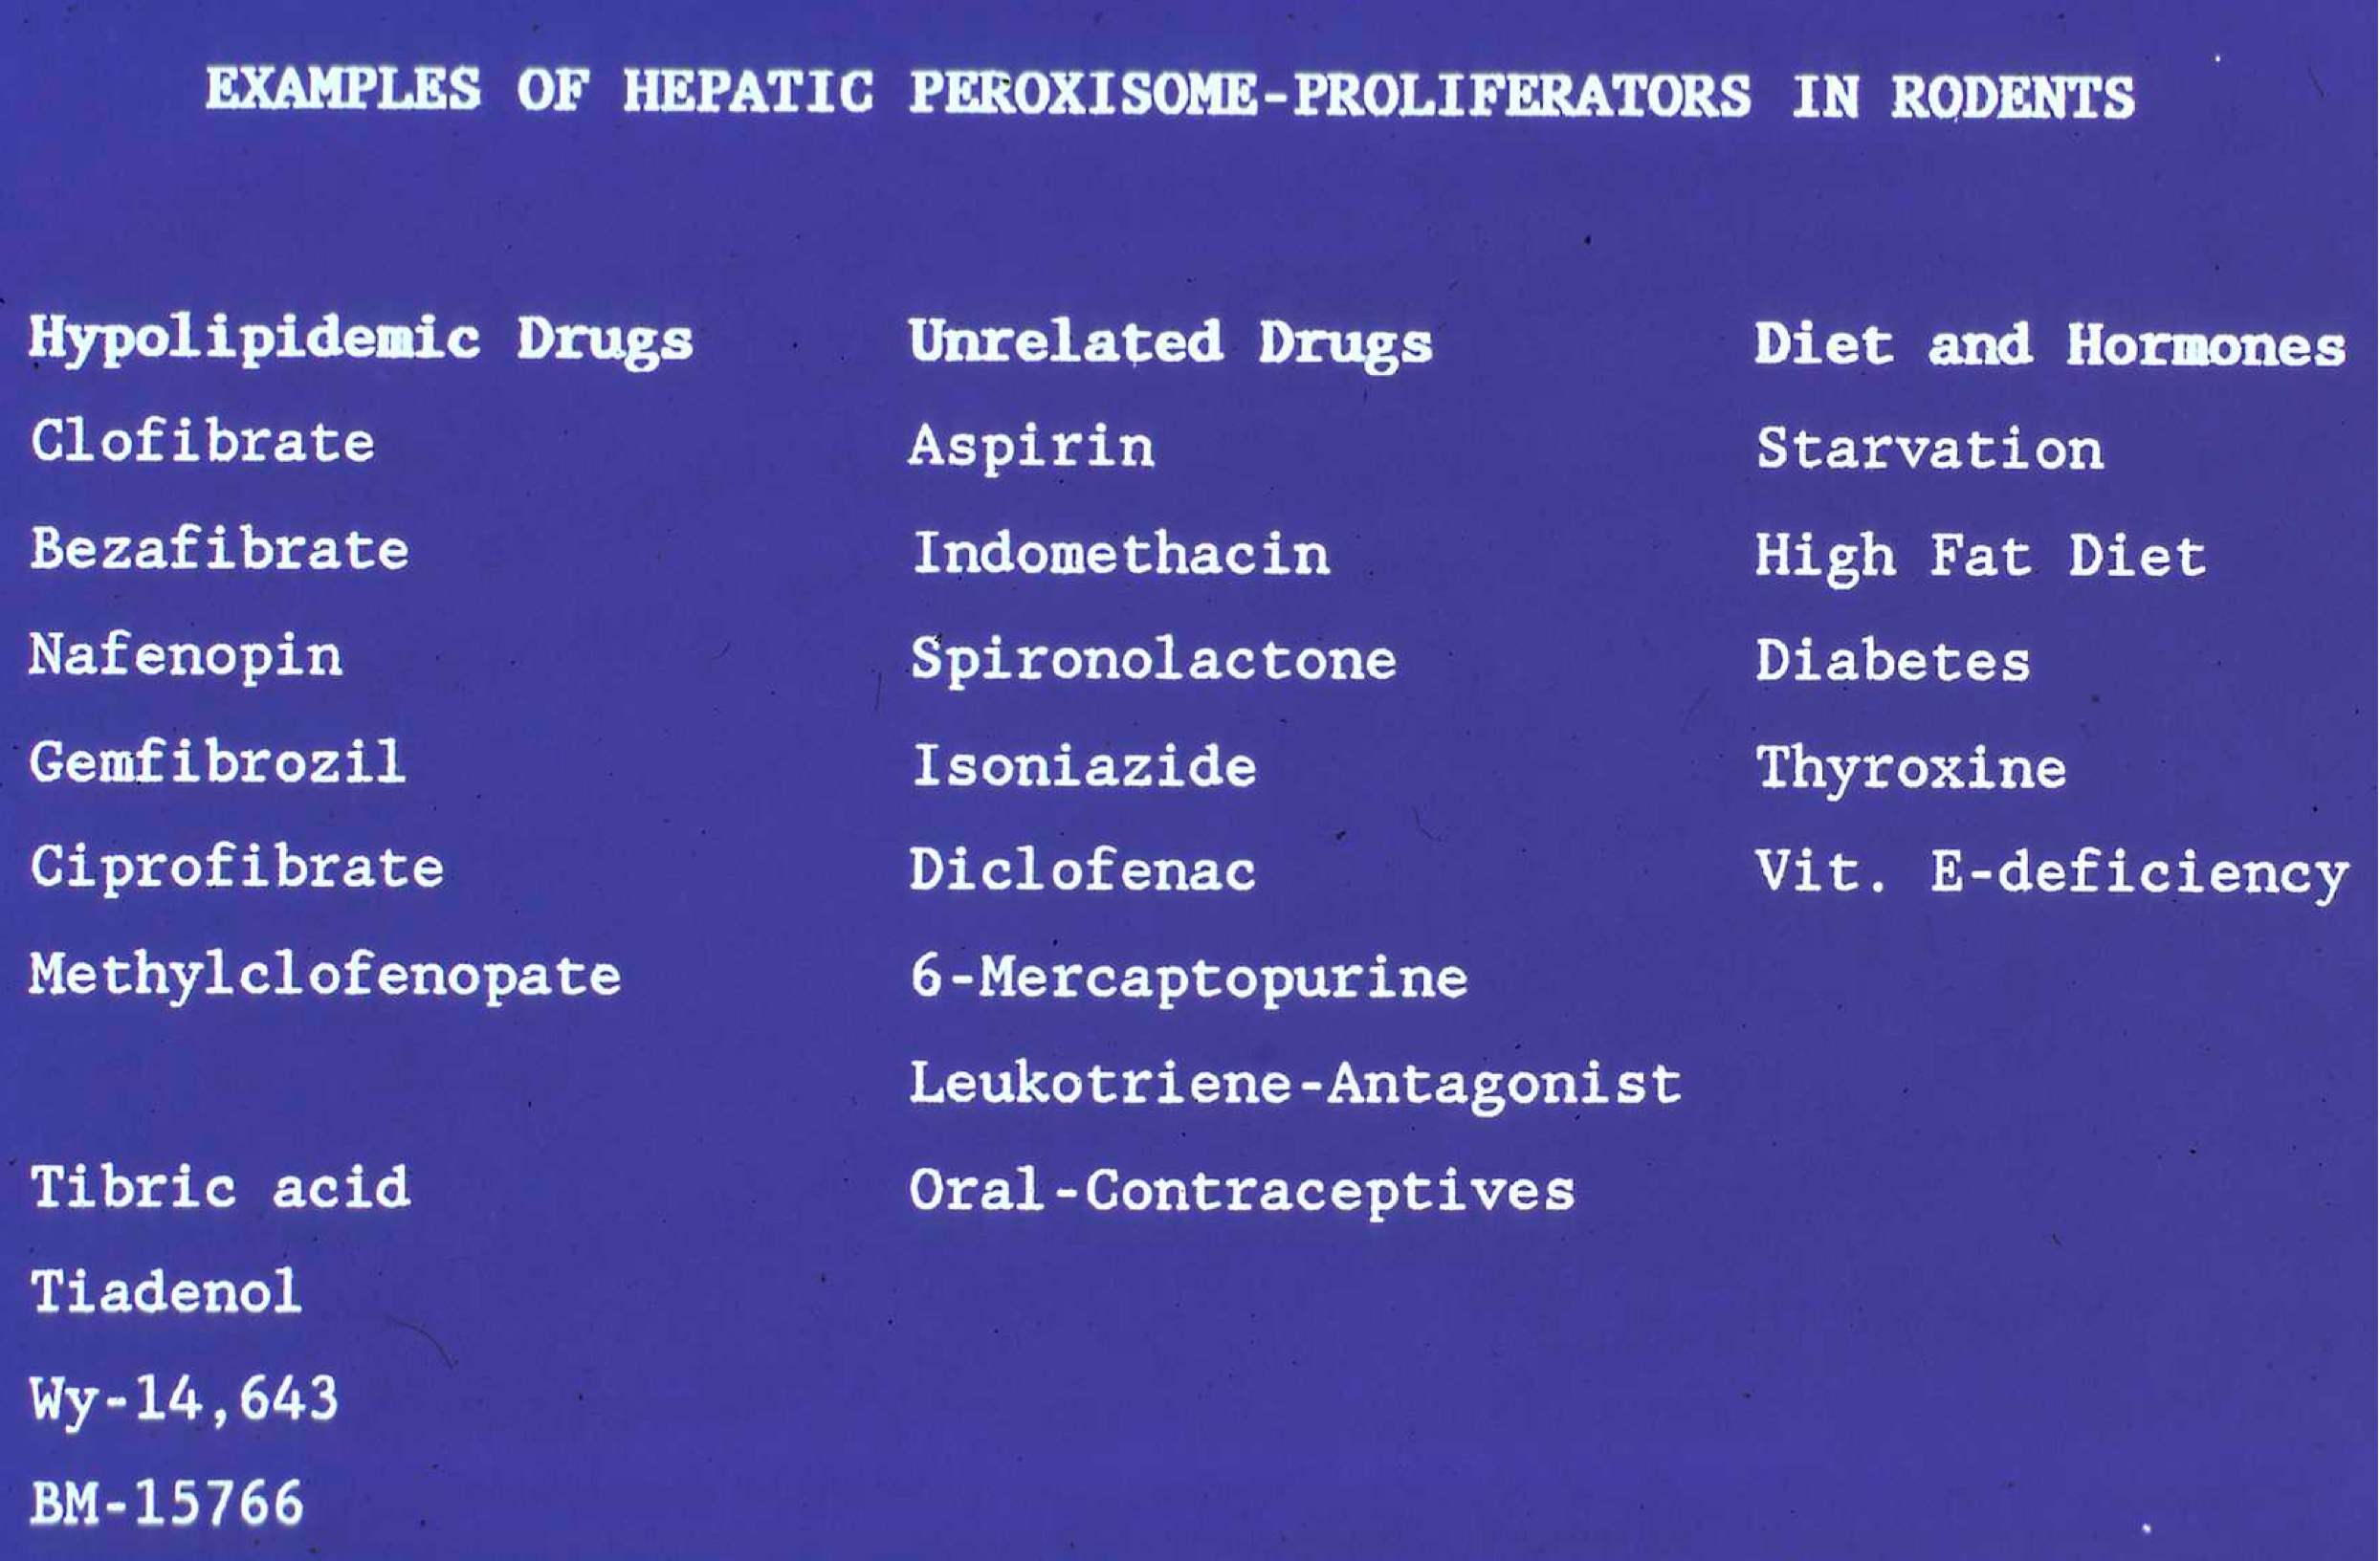 EXAMPLES OF HEPATIC PEROXISOME-PROLIFERATORS IN RODENTS
Hypolipidemic Drugs
Clofibrate
Bezafibrate
Nafenopin
Gemfibrozil
Ciprofibrate
Methylclofenopate
Tibric acid
Tiadenol
Wy-14,643
BM-15766
Unrelated Drugs
Aspirin
Indomethacin
Spironolactone
Isoniazide
Diclofenac
6-Mercaptopurine
Leukotriene-Antagonist
Oral-Contraceptives
Diet and Hormones
Starvation
High Fat Diet
Diabetes
Thyroxine
Vit. E-deficiency